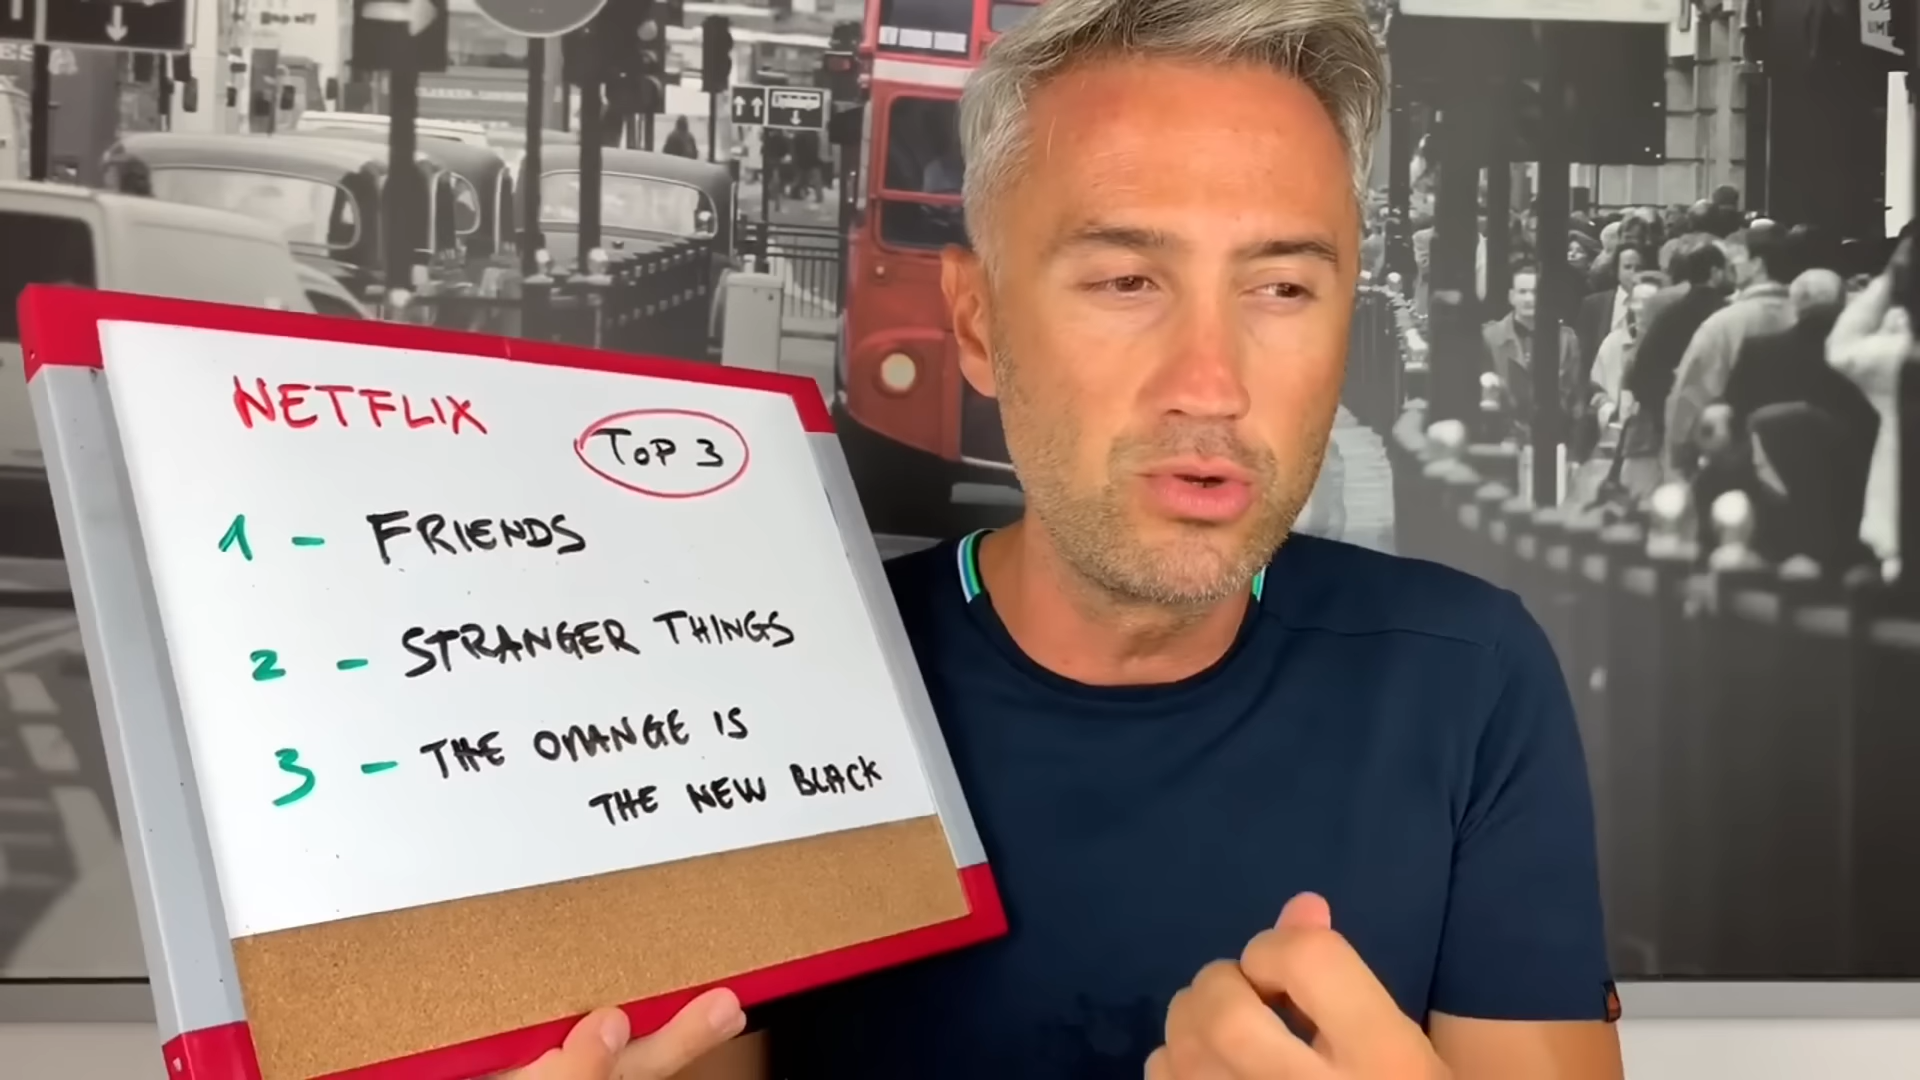 NETFLIX
TOP 3
1 - FRIENDS
2 - STRANGER THINGS
3 - THE ORANGE IS
THE NEW BLACK